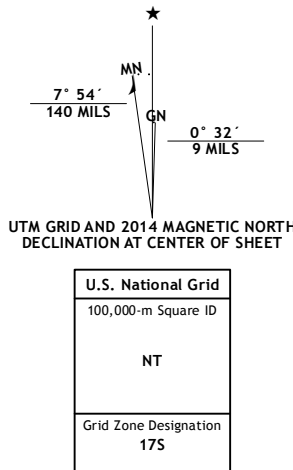 ★
MN
7° 54´
140 MILS
GN
0° 32´
9 MILS
UTM GRID AND 2014 MAGNETIC NORTH
DECLINATION AT CENTER OF SHEET
U.S. National Grid
100,000-m Square ID
NT
Grid Zone Designation
17S